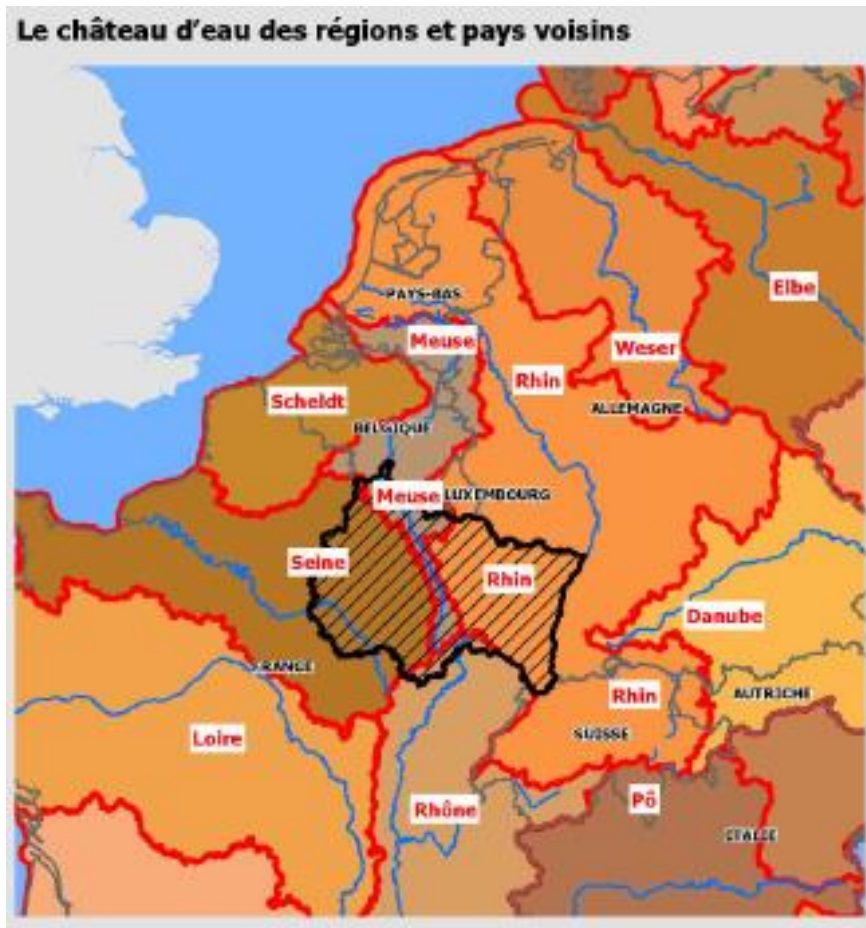 Le château d'eau des régions et pays voisins
Elbe
PAYS-BAS
Meuse
Weser
Rhin
Scheldt
ALLEMAGNE
BELGIQUE
Meuse
LUXEMBOURG
Seine
Rhin
Danube
FRANCE
Rhin
AUTRICHE
Loire
SUISSE
Rhône
Pô
ITALIE